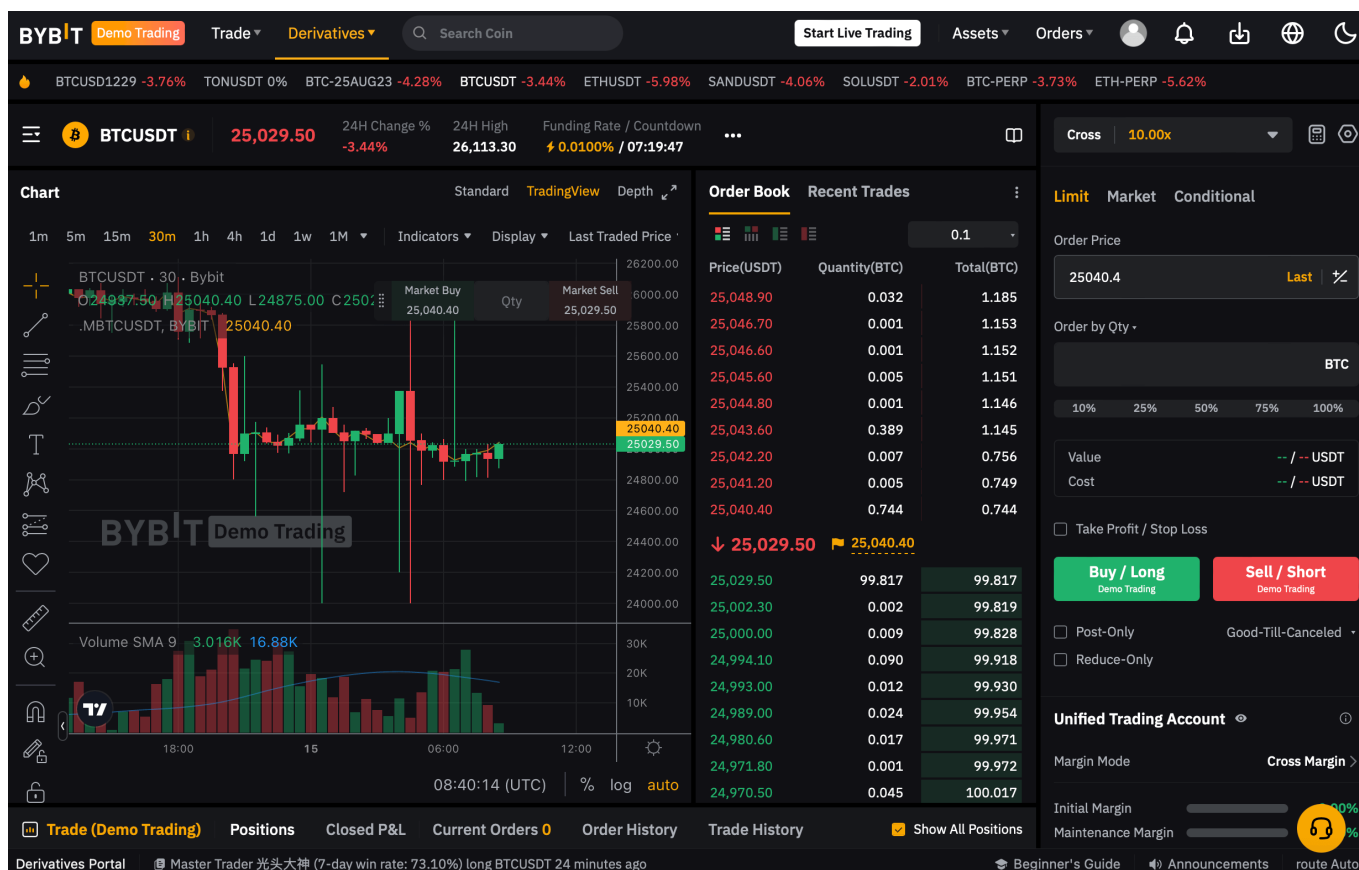 BYBIT Demo Trading Trade Derivatives Search Coin Start Live Trading Assets Orders
BTCUSD1229 -3.76% TONUSDT 0% BTC-25AUG23 -4.28% BTCUSDT -3.44% ETHUSDT -5.98% SANDUSDT -4.06% SOLUSDT -2.01% BTC-PERP -3.73% ETH-PERP -5.62%
BTCUSDT 25,029.50
24H Change % 24H High Funding Rate / Countdown
-3.44% 26,113.30 0.0100% / 07:19:47
Chart Standard TradingView Depth
1m 5m 15m 30m 1h 4h 1d 1w 1M Indicators Display Last Traded Price
BTCUSDT · 30 · Bybit
O24997.50 H25040.40 L24875.00 C2502
.MBTCUSDT, BYBIT 25040.40
Market Buy Qty Market Sell
25,040.40 25,029.50
26200.00
6000.00
25800.00
25600.00
25400.00
25200.00
25040.40
25029.50
24800.00
24600.00
24400.00
24200.00
24000.00
BYBIT Demo Trading
Volume SMA 9 3.016K 16.88K
30K
20K
10K
18:00 15 06:00 12:00
08:40:14 (UTC) % log auto
Order Book Recent Trades
0.1
Price(USDT) Quantity(BTC) Total(BTC)
25,048.90 0.032 1.185
25,046.70 0.001 1.153
25,046.60 0.001 1.152
25,045.60 0.005 1.151
25,044.80 0.001 1.146
25,043.60 0.389 1.145
25,042.20 0.007 0.756
25,041.20 0.005 0.749
25,040.40 0.744 0.744
↓ 25,029.50 25,040.40
25,029.50 99.817 99.817
25,002.30 0.002 99.819
25,000.00 0.009 99.828
24,994.10 0.090 99.918
24,993.00 0.012 99.930
24,989.00 0.024 99.954
24,980.60 0.017 99.971
24,971.80 0.001 99.972
24,970.50 0.045 100.017
Cross 10.00x
Limit Market Conditional
Order Price
25040.4 Last
Order by Qty
BTC
10% 25% 50% 75% 100%
Value --/-- USDT
Cost --/-- USDT
Take Profit / Stop Loss
Buy / Long Sell / Short
Demo Trading Demo Trading
Post-Only Good-Till-Canceled
Reduce-Only
Unified Trading Account
Margin Mode Cross Margin
Initial Margin
Maintenance Margin
Trade (Demo Trading) Positions Closed P&L Current Orders 0 Order History Trade History Show All Positions
Derivatives Portal Master Trader 光头大神 (7-day win rate: 73.10%) long BTCUSDT 24 minutes ago Beginner's Guide Announcements route Auto